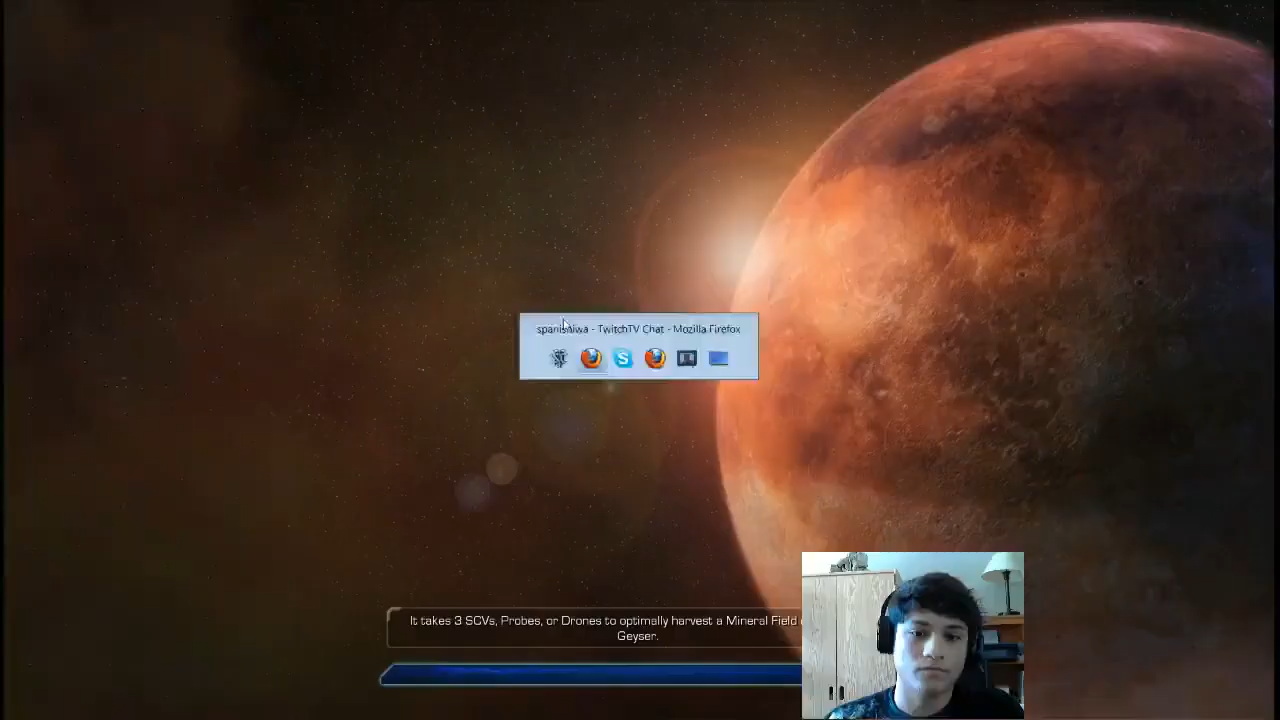 spanishiwa - TwitchTV Chat - Mozilla Firefox
It takes 3 SCVs, Probes, or Drones to optimally harvest a Mineral Field
Geyser.